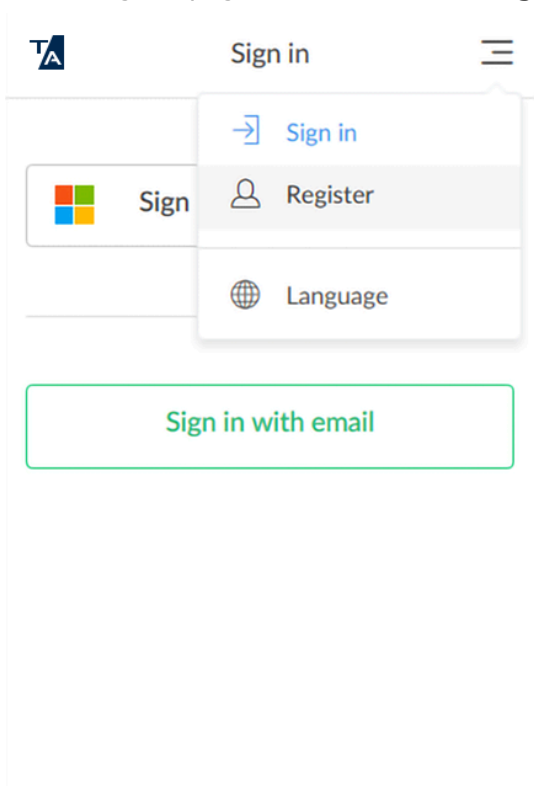 TA
Sign in
Sign in
Sign
Register
Language
Sign in with email